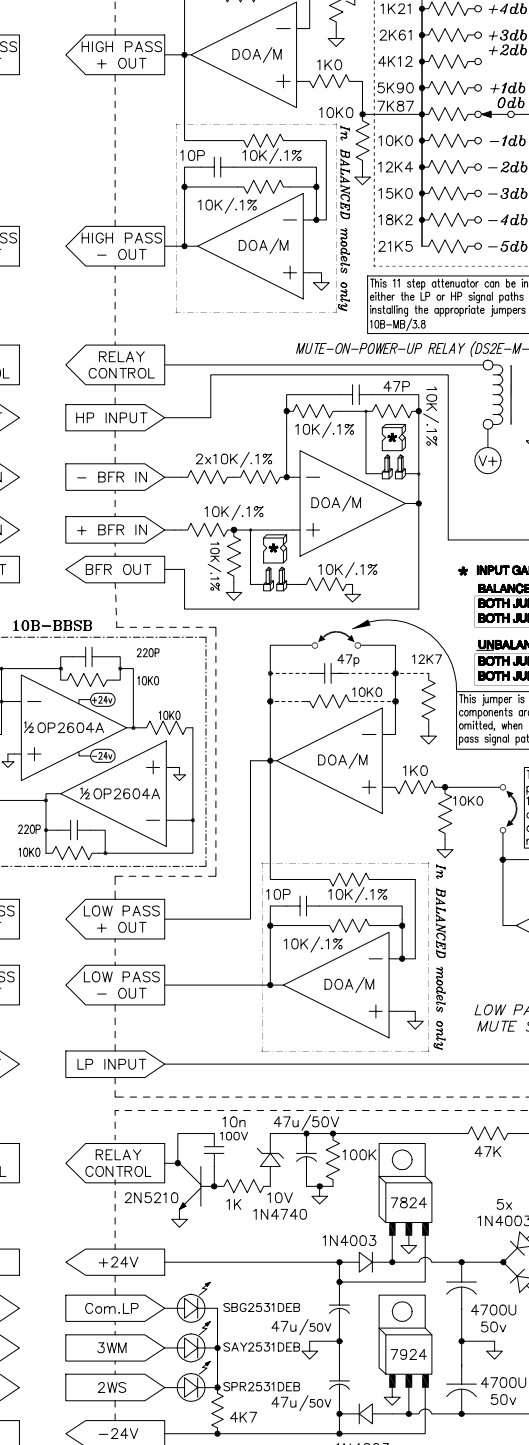 1K21 +4db
2K61 +3db
4K12 +2db
5K90 +1db
7K87 0db
10K0 -1db
12K4 -2db
15K0 -3db
18K2 -4db
21K5 -5db
HIGH PASS
+ OUT
DOA/M
1K0
10K0
10P
10K/.1%
10K/.1%
DOA/M
In BALANCED models only
HIGH PASS
- OUT
This 11 step attenuator can be in
either the LP or HP signal paths
installing the appropriate jumpers
10B-MB/3.8
MUTE-ON-POWER-UP RELAY (DS2E-M-
RELAY
CONTROL
HP INPUT
47P
10K/.1%
10K/.1%
*
V+
- BFR IN
2x10K/.1%
DOA/M
+ BFR IN
10K/.1%
*
10K/.1%
10K/.1%
BFR OUT
* INPUT GA
BALANCE
BOTH JU
BOTH JU
UNBALAN
BOTH JU
BOTH JU
10B-BBSB
220P
10K0
+24v
10K0
½OP2604A
-24v
½OP2604A
220P
10K0
47p
12K7
10K0
DOA/M
1K0
10K0
This jumper is
components are
omitted, when
pass signal pat
10P
10K/.1%
10K/.1%
DOA/M
In BALANCED models only
LOW PASS
+ OUT
LOW PASS
- OUT
LOW PA
MUTE S
LP INPUT
10n
100V
47u/50V
47K
RELAY
CONTROL
100K
2N5210
1K
10V
1N4740
7824
5x
1N4003
1N4003
+24V
Com.LP
SBG2531DEB
47u/50v
4700U
50v
3WM
SAY2531DEB
7924
2WS
SPR2531DEB
47u/50v
4700U
50v
4K7
-24V